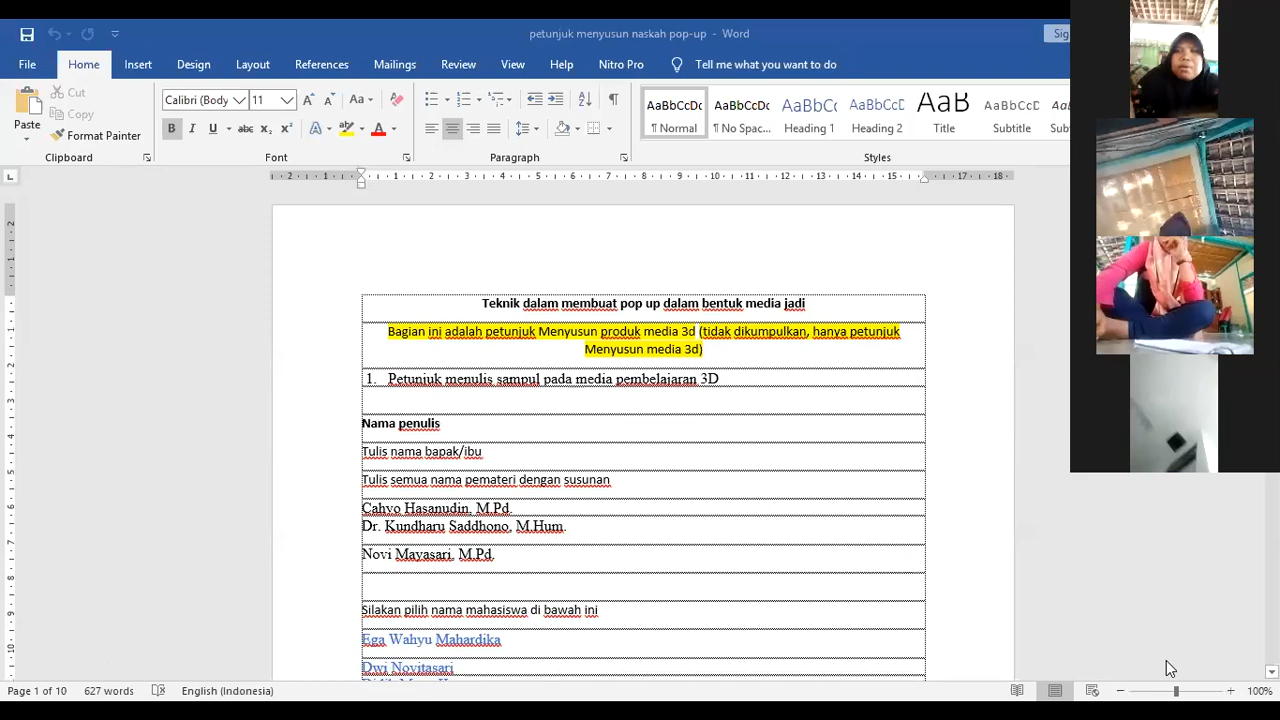 petunjuk menyusun naskah pop-up - Word
File Home Insert Design Layout References Mailings Review View Help Nitro Pro Tell me what you want to do
Paste
Cut
Copy
Format Painter
Calibri (Body 11
AaBbCcDc AaBbCcDc AaBbCc AaBbCcD AaB AaBbCcD
¶ Normal ¶ No Spac... Heading 1 Heading 2 Title Subtitle
Clipboard Font Paragraph Styles
Teknik dalam membuat pop up dalam bentuk media jadi
Bagian ini adalah petunjuk Menyusun produk media 3d (tidak dikumpulkan, hanya petunjuk
Menyusun media 3d)
1. Petunjuk menulis sampul pada media pembelajaran 3D
Nama penulis
Tulis nama bapak/ibu
Tulis semua nama pemateri dengan susunan
Cahyo Hasanudin, M.Pd.
Dr. Kundharu Saddhono, M.Hum.
Novi Mayasari, M.Pd.
Silakan pilih nama mahasiswa di bawah ini
Ega Wahyu Mahardika
Dwi Novitasari
Page 1 of 10 627 words English (Indonesia) 100%